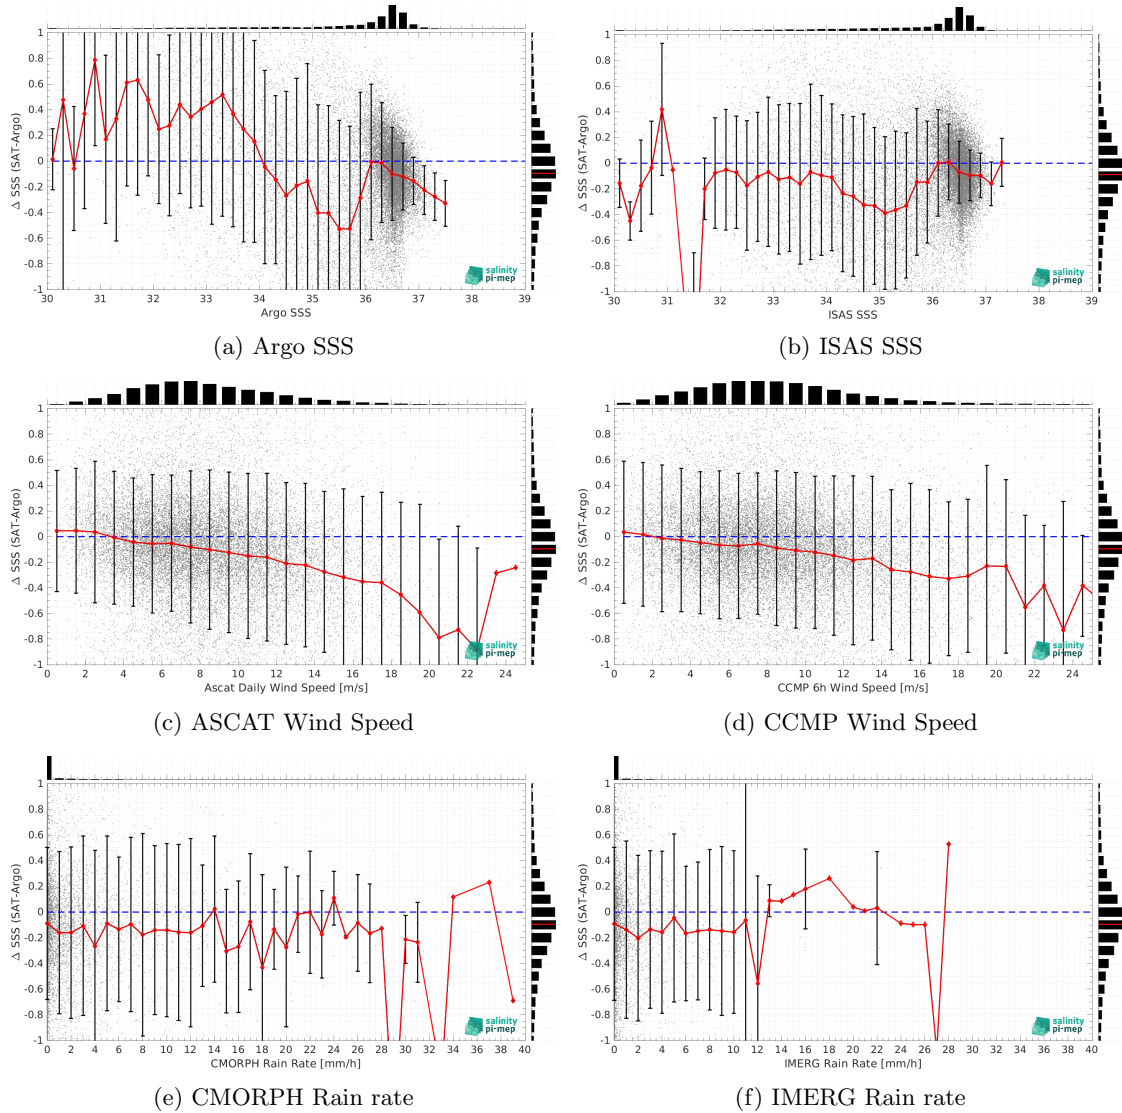 1
0.8
0.6
0.4
0.2
0
-0.2
-0.4
-0.6
-0.8
-1
Δ SSS (SAT-Argo)
30 31 32 33 34 35 36 37 38 39
Argo SSS
salinity
pi-mep
(a) Argo SSS
1
0.8
0.6
0.4
0.2
0
-0.2
-0.4
-0.6
-0.8
-1
Δ SSS (SAT-Argo)
30 31 32 33 34 35 36 37 38 39
ISAS SSS
salinity
pi-mep
(b) ISAS SSS
1
0.8
0.6
0.4
0.2
0
-0.2
-0.4
-0.6
-0.8
-1
Δ SSS (SAT-Argo)
0 2 4 6 8 10 12 14 16 18 20 22 24
Ascat Daily Wind Speed [m/s]
salinity
pi-mep
(c) ASCAT Wind Speed
1
0.8
0.6
0.4
0.2
0
-0.2
-0.4
-0.6
-0.8
-1
Δ SSS (SAT-Argo)
0 2 4 6 8 10 12 14 16 18 20 22 24
CCMP 6h Wind Speed [m/s]
salinity
pi-mep
(d) CCMP Wind Speed
1
0.8
0.6
0.4
0.2
0
-0.2
-0.4
-0.6
-0.8
-1
Δ SSS (SAT-Argo)
0 2 4 6 8 10 12 14 16 18 20 22 24 26 28 30 32 34 36 38 40
CMORPH Rain Rate [mm/h]
salinity
pi-mep
(e) CMORPH Rain rate
1
0.8
0.6
0.4
0.2
0
-0.2
-0.4
-0.6
-0.8
-1
Δ SSS (SAT-Argo)
0 2 4 6 8 10 12 14 16 18 20 22 24 26 28 30 32 34 36 38 40
IMERG Rain Rate [mm/h]
salinity
pi-mep
(f) IMERG Rain rate